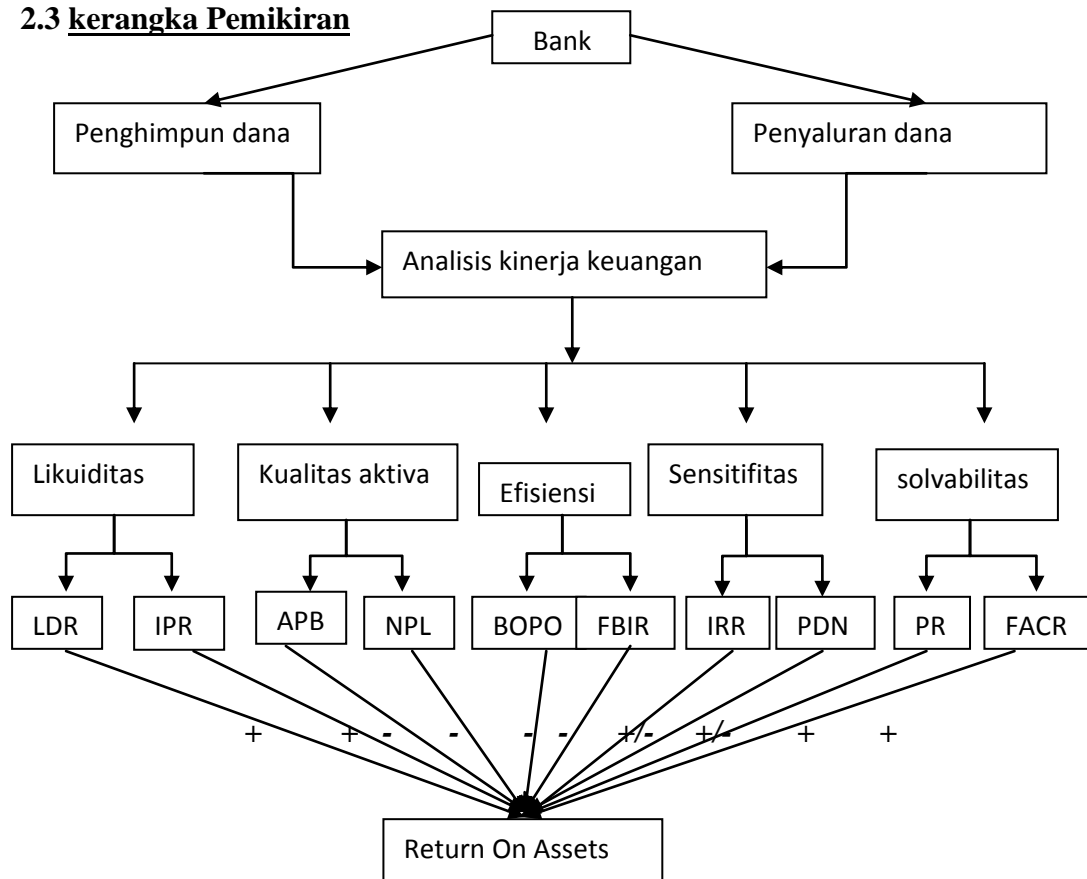 2.3 kerangka Pemikiran
Bank
Penghimpun dana
Penyaluran dana
Analisis kinerja keuangan
Likuiditas
Kualitas aktiva
Efisiensi
Sensitifitas
solvabilitas
LDR
IPR
APB
NPL
BOPO
FBIR
IRR
PDN
PR
FACR
+ + - - - - +/- +/- + +
Return On Assets